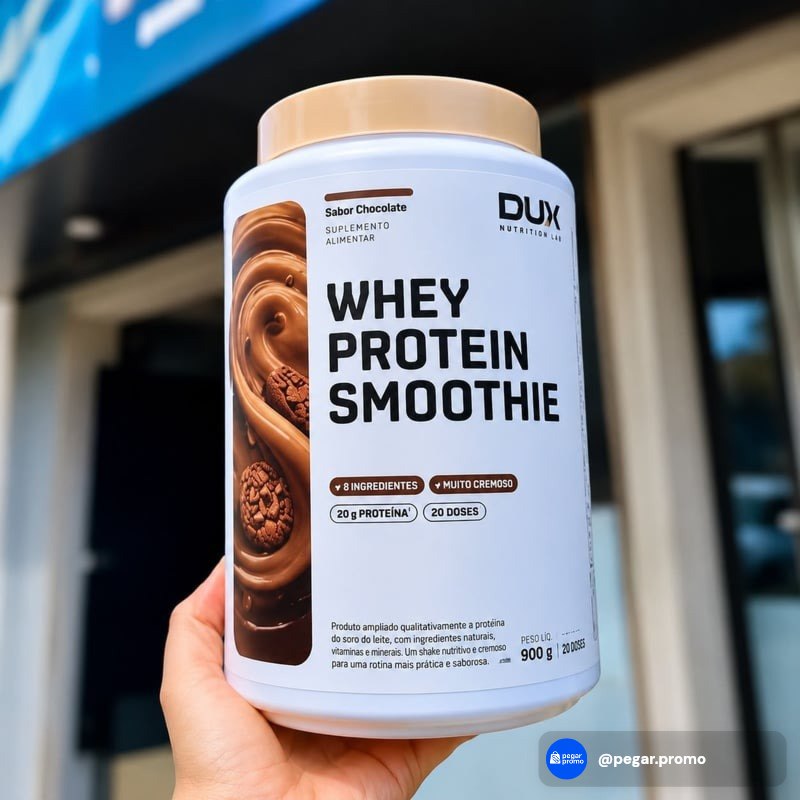 Sabor Chocolate
SUPLEMENTO
ALIMENTAR
DUX
NUTRITION LAB
WHEY
PROTEIN
SMOOTHIE
8 INGREDIENTES
MUITO CREMOSO
20 g PROTEÍNA¹
20 DOSES
Produto ampliado qualitativamente a protéina
do soro do leite, com ingredientes naturais,
vitaminas e minerais. Um shake nutritivo e cremoso
para uma rotina mais prática e saborosa.
PESO LÍQ.
900 g
20 DOSES
pegar
promo
@pegar.promo